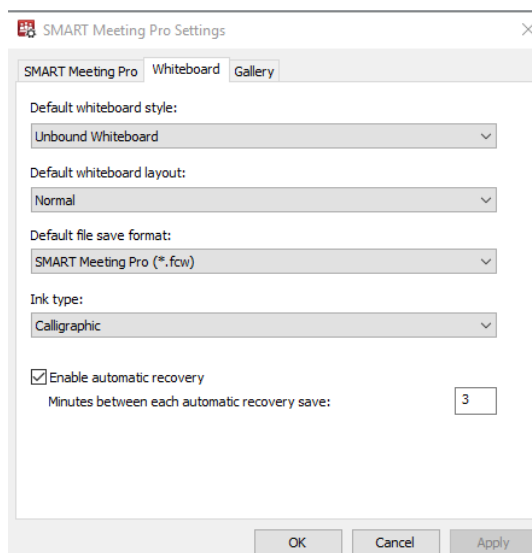 SMART Meeting Pro Settings
SMART Meeting Pro Whiteboard Gallery
Default whiteboard style:
Unbound Whiteboard
Default whiteboard layout:
Normal
Default file save format:
SMART Meeting Pro (*.fcw)
Ink type:
Calligraphic
Enable automatic recovery
Minutes between each automatic recovery save: 3
OK Cancel Apply